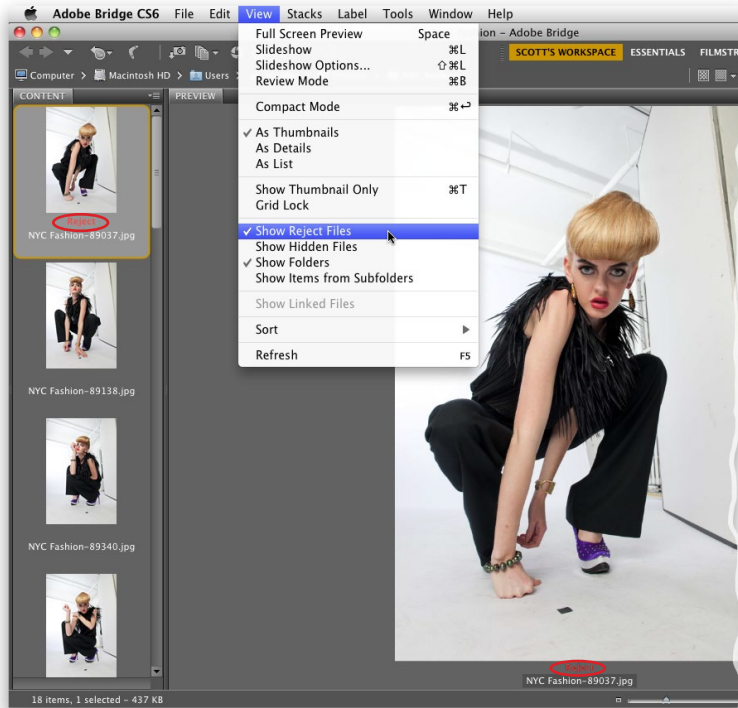 Adobe Bridge CS6 File Edit View Stacks Label Tools Window Help
– Adobe Bridge
SCOTT'S WORKSPACE ESSENTIALS FILMSTR
Computer > Macintosh HD > Users >
CONTENT
PREVIEW
Full Screen Preview Space
Slideshow ⌘L
Slideshow Options... ⇧⌘L
Review Mode ⌘B
Compact Mode ⌘↩
✓ As Thumbnails
As Details
As List
Show Thumbnail Only ⌘T
Grid Lock
✓ Show Reject Files
Show Hidden Files
✓ Show Folders
Show Items from Subfolders
Show Linked Files
Sort ▶
Refresh F5
Reject
NYC Fashion-89037.jpg
NYC Fashion-89138.jpg
NYC Fashion-89340.jpg
Reject
NYC Fashion-89037.jpg
18 items, 1 selected – 437 KB